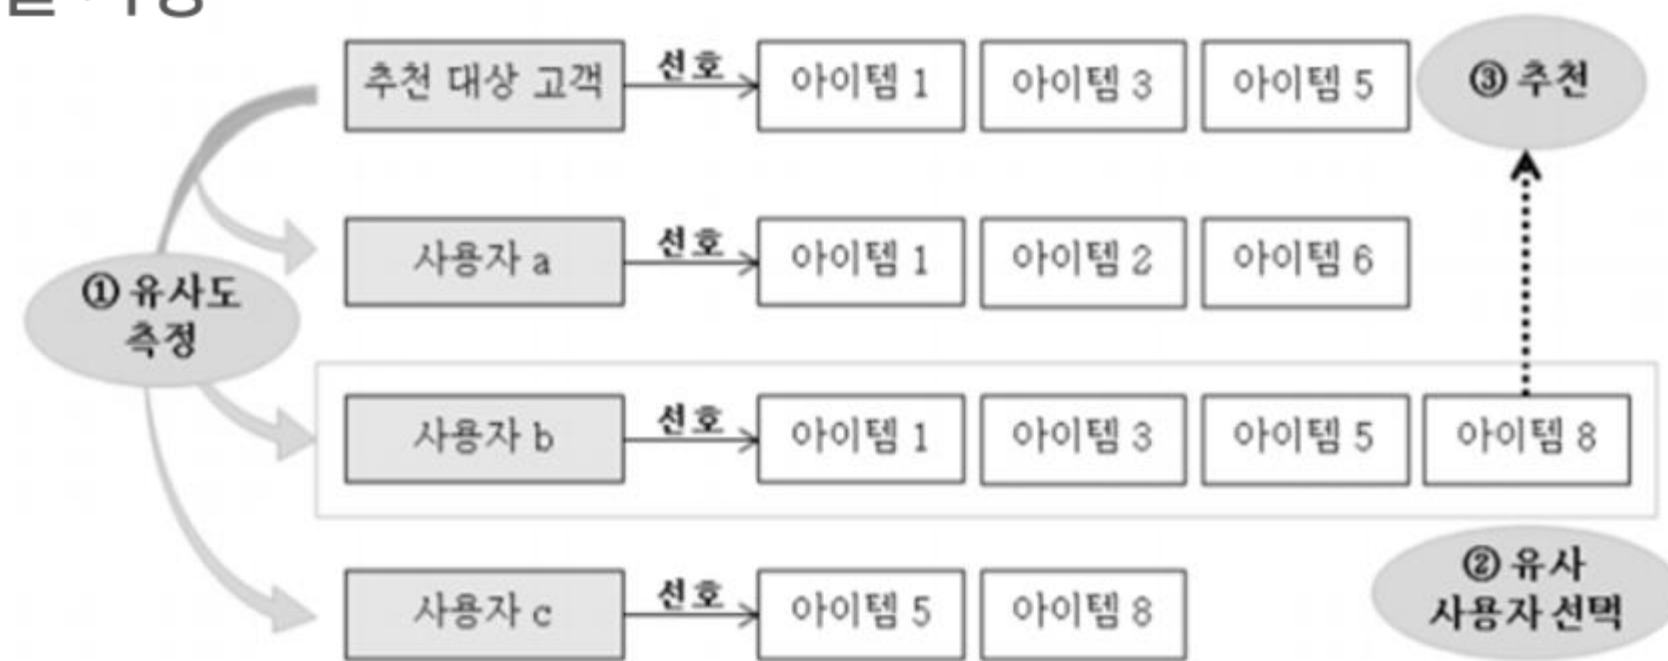 추천 대상 고객 선호 아이템 1 아이템 3 아이템 5 ③ 추천
사용자 a 선호 아이템 1 아이템 2 아이템 6
① 유사도
측정
사용자 b 선호 아이템 1 아이템 3 아이템 5 아이템 8
사용자 c 선호 아이템 5 아이템 8
② 유사
사용자 선택